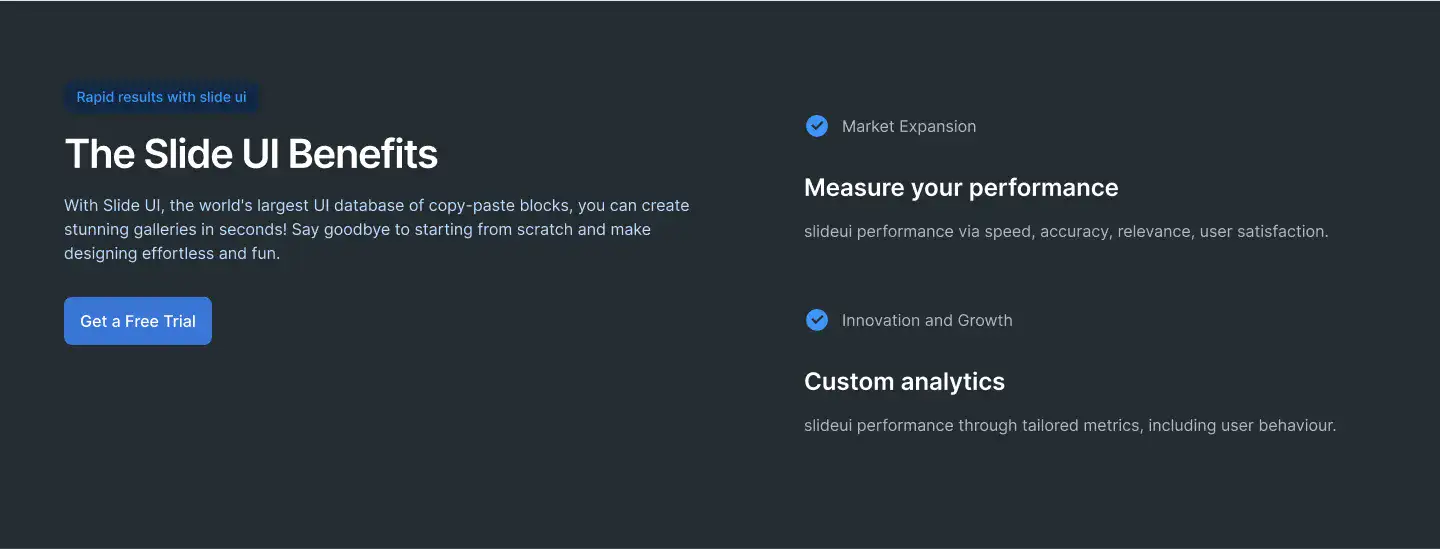 Rapid results with slide ui
The Slide UI Benefits
With Slide UI, the world's largest UI database of copy-paste blocks, you can create
stunning galleries in seconds! Say goodbye to starting from scratch and make
designing effortless and fun.
Get a Free Trial
Market Expansion
Measure your performance
slideui performance via speed, accuracy, relevance, user satisfaction.
Innovation and Growth
Custom analytics
slideui performance through tailored metrics, including user behaviour.